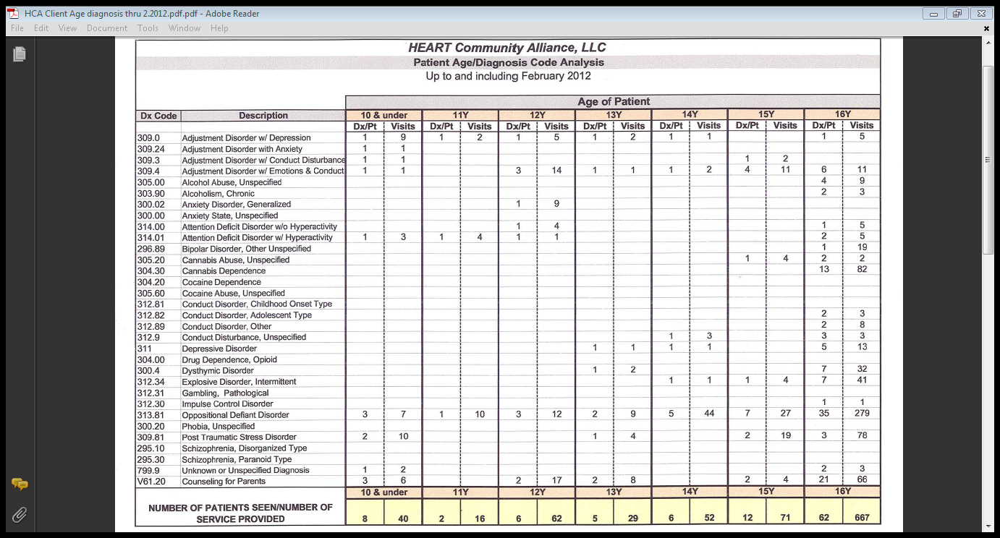 HCA Client Age diagnosis thru 2.2012.pdf.pdf - Adobe Reader
File Edit View Document Tools Window Help
HEART Community Alliance, LLC
Patient Age/Diagnosis Code Analysis
Up to and including February 2012
Age of Patient
Dx Code Description 10 & under 11Y 12Y 13Y 14Y 15Y 16Y
Dx/Pt Visits Dx/Pt Visits Dx/Pt Visits Dx/Pt Visits Dx/Pt Visits Dx/Pt Visits Dx/Pt Visits
309.0 Adjustment Disorder w/ Depression 1 9 1 2 1 5 1 2 1 1 1 5
309.24 Adjustment Disorder with Anxiety 1 1
309.3 Adjustment Disorder w/ Conduct Disturbance 1 1 1 2
309.4 Adjustment Disorder w/ Emotions & Conduct 1 1 3 14 1 1 1 2 4 11 6 11
305.00 Alcohol Abuse, Unspecified 4 9
303.90 Alcoholism, Chronic 2 3
300.02 Anxiety Disorder, Generalized 1 9
300.00 Anxiety State, Unspecified
314.00 Attention Deficit Disorder w/o Hyperactivity 1 4 1 5
314.01 Attention Deficit Disorder w/ Hyperactivity 1 3 1 4 1 1 2 5
296.89 Bipolar Disorder, Other Unspecified 1 19
305.20 Cannabis Abuse, Unspecified 1 4 2 2
304.30 Cannabis Dependence 13 82
304.20 Cocaine Dependence
305.60 Cocaine Abuse, Unspecified
312.81 Conduct Disorder, Childhood Onset Type
312.82 Conduct Disorder, Adolescent Type 2 3
312.89 Conduct Disorder, Other 2 8
312.9 Conduct Disturbance, Unspecified 1 3 3 3
311 Depressive Disorder 1 1 1 1 5 13
304.00 Drug Dependence, Opioid
300.4 Dysthymic Disorder 1 2 7 32
312.34 Explosive Disorder, Intermittent 1 1 1 4 7 41
312.31 Gambling, Pathological
312.30 Impulse Control Disorder 1 1
313.81 Oppositional Defiant Disorder 3 7 1 10 3 12 2 9 5 44 7 27 35 279
300.20 Phobia, Unspecified
309.81 Post Traumatic Stress Disorder 2 10 1 4 2 19 3 78
295.10 Schizophrenia, Disorganized Type
295.30 Schizophrenia, Paranoid Type
799.9 Unknown or Unspecified Diagnosis 1 2 2 3
V61.20 Counseling for Parents 3 6 2 17 2 8 2 4 21 66
10 & under 11Y 12Y 13Y 14Y 15Y 16Y
NUMBER OF PATIENTS SEEN/NUMBER OF
SERVICE PROVIDED 8 40 2 16 6 62 5 29 6 52 12 71 62 667